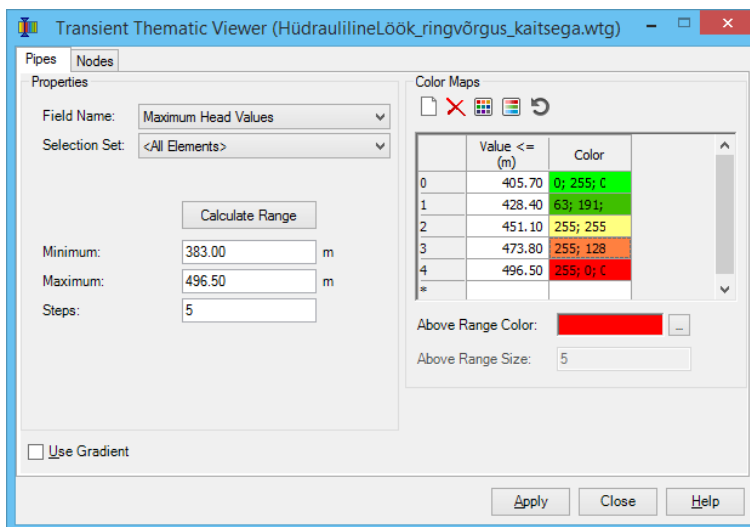 Transient Thematic Viewer (HüdraulilineLöök_ringvõrgus_kaitsega.wtg)
Pipes Nodes
Properties
Field Name: Maximum Head Values
Selection Set: <All Elements>
Calculate Range
Minimum: 383.00 m
Maximum: 496.50 m
Steps: 5
Use Gradient
Color Maps
Value <= (m) Color
0 405.70 0; 255; 0
1 428.40 63; 191;
2 451.10 255; 255
3 473.80 255; 128
4 496.50 255; 0; 0
*
Above Range Color: ...
Above Range Size: 5
Apply Close Help